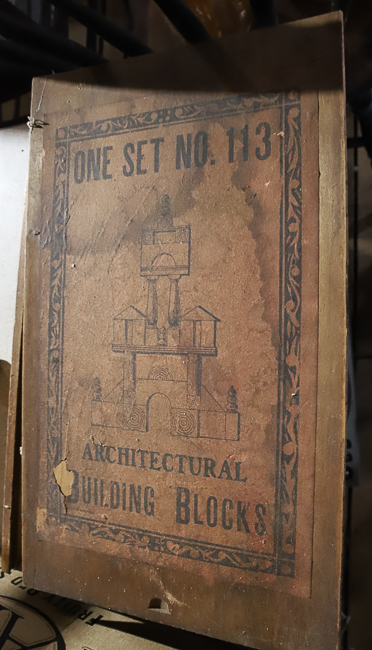 ONE SET NO. 113
ARCHITECTURAL
BUILDING BLOCKS